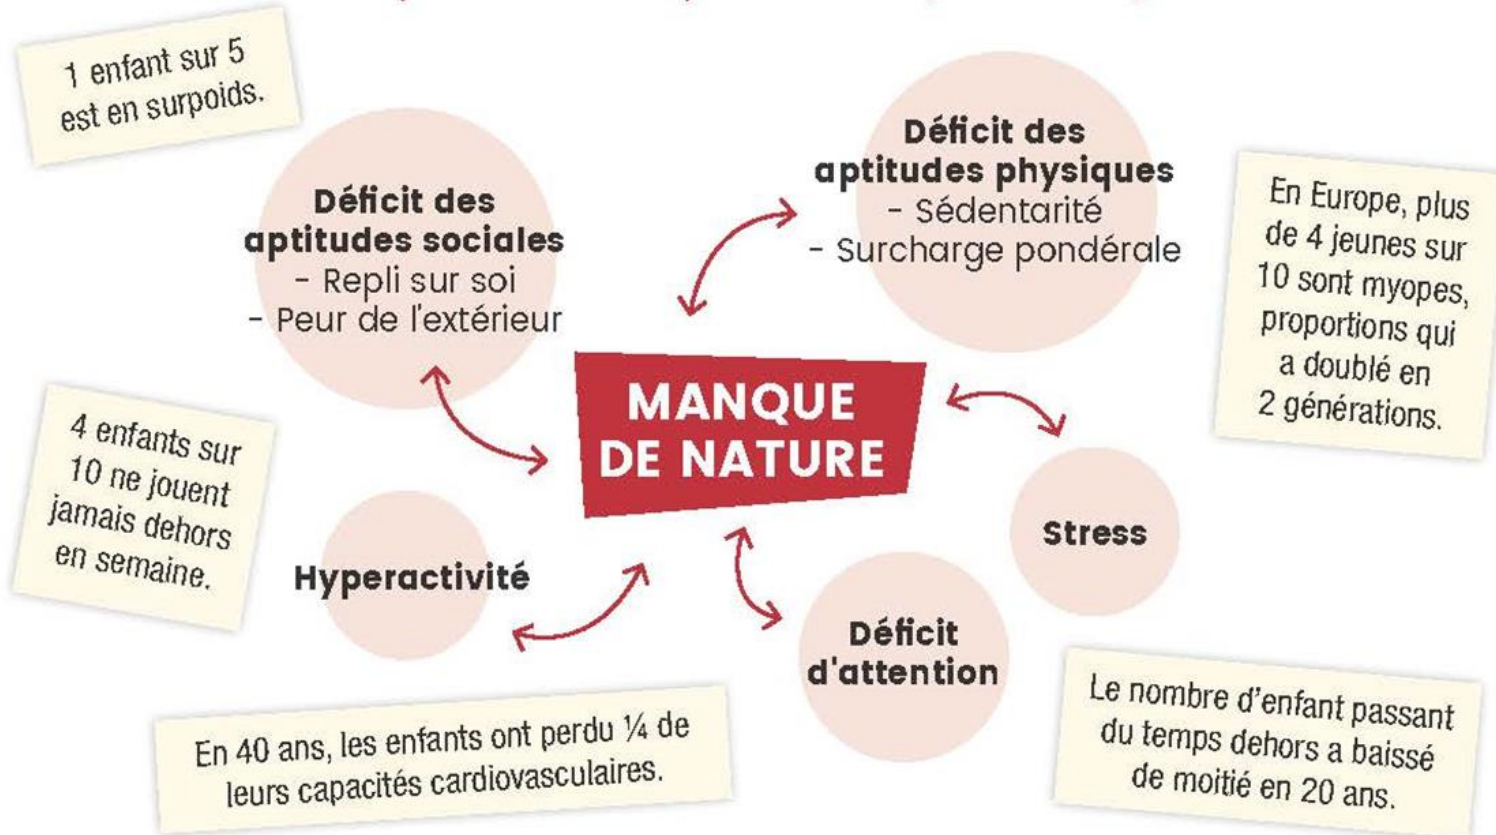 1 enfant sur 5
est en surpoids.
Déficit des
aptitudes sociales
- Repli sur soi
- Peur de l'extérieur
Déficit des
aptitudes physiques
- Sédentarité
- Surcharge pondérale
En Europe, plus
de 4 jeunes sur
10 sont myopes,
proportions qui
a doublé en
2 générations.
MANQUE
DE NATURE
4 enfants sur
10 ne jouent
jamais dehors
en semaine.
Hyperactivité
Stress
Déficit
d'attention
En 40 ans, les enfants ont perdu ¼ de
leurs capacités cardiovasculaires.
Le nombre d'enfant passant
du temps dehors a baissé
de moitié en 20 ans.